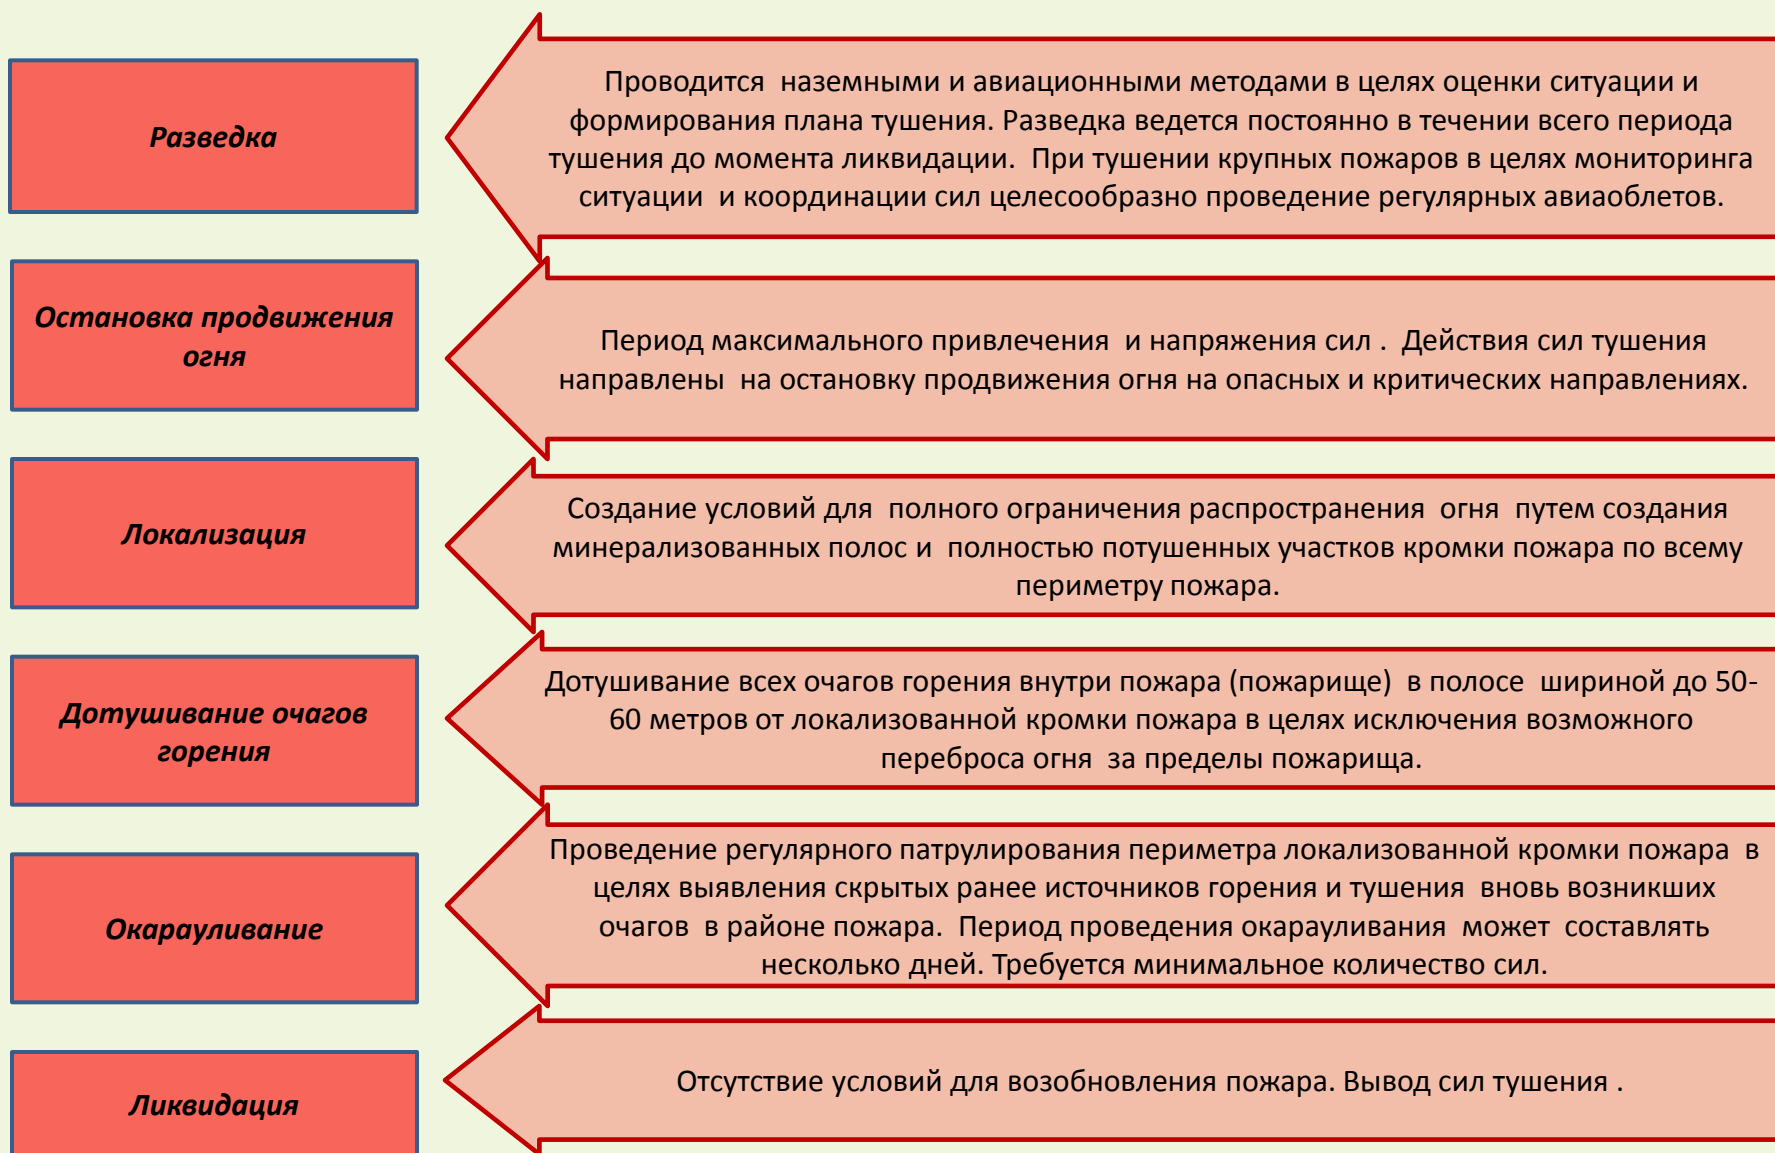 Разведка
Проводится наземными и авиационными методами в целях оценки ситуации и
формирования плана тушения. Разведка ведется постоянно в течении всего периода
тушения до момента ликвидации. При тушении крупных пожаров в целях мониторинга
ситуации и координации сил целесообразно проведение регулярных авиаоблетов.
Остановка продвижения
огня
Период максимального привлечения и напряжения сил . Действия сил тушения
направлены на остановку продвижения огня на опасных и критических направлениях.
Локализация
Создание условий для полного ограничения распространения огня путем создания
минерализованных полос и полностью потушенных участков кромки пожара по всему
периметру пожара.
Дотушивание очагов
горения
Дотушивание всех очагов горения внутри пожара (пожарище) в полосе шириной до 50-
60 метров от локализованной кромки пожара в целях исключения возможного
переброса огня за пределы пожарища.
Окарауливание
Проведение регулярного патрулирования периметра локализованной кромки пожара в
целях выявления скрытых ранее источников горения и тушения вновь возникших
очагов в районе пожара. Период проведения окарауливания может составлять
несколько дней. Требуется минимальное количество сил.
Ликвидация
Отсутствие условий для возобновления пожара. Вывод сил тушения .